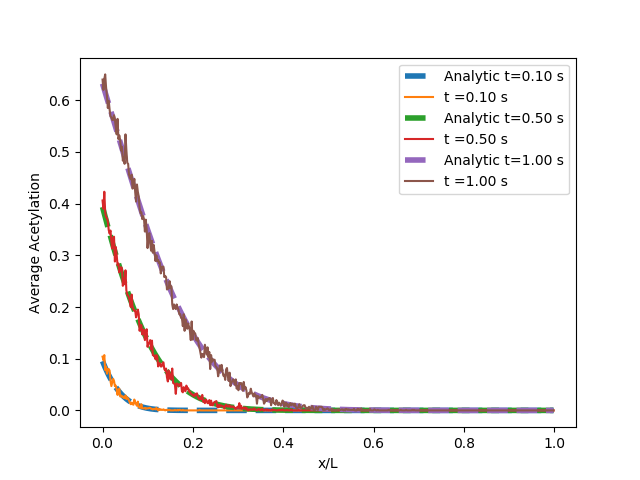 Analytic t=0.10 s
t =0.10 s
Analytic t=0.50 s
t =0.50 s
Analytic t=1.00 s
t =1.00 s
Average Acetylation
0.6
0.5
0.4
0.3
0.2
0.1
0.0
0.0 0.2 0.4 0.6 0.8 1.0
x/L